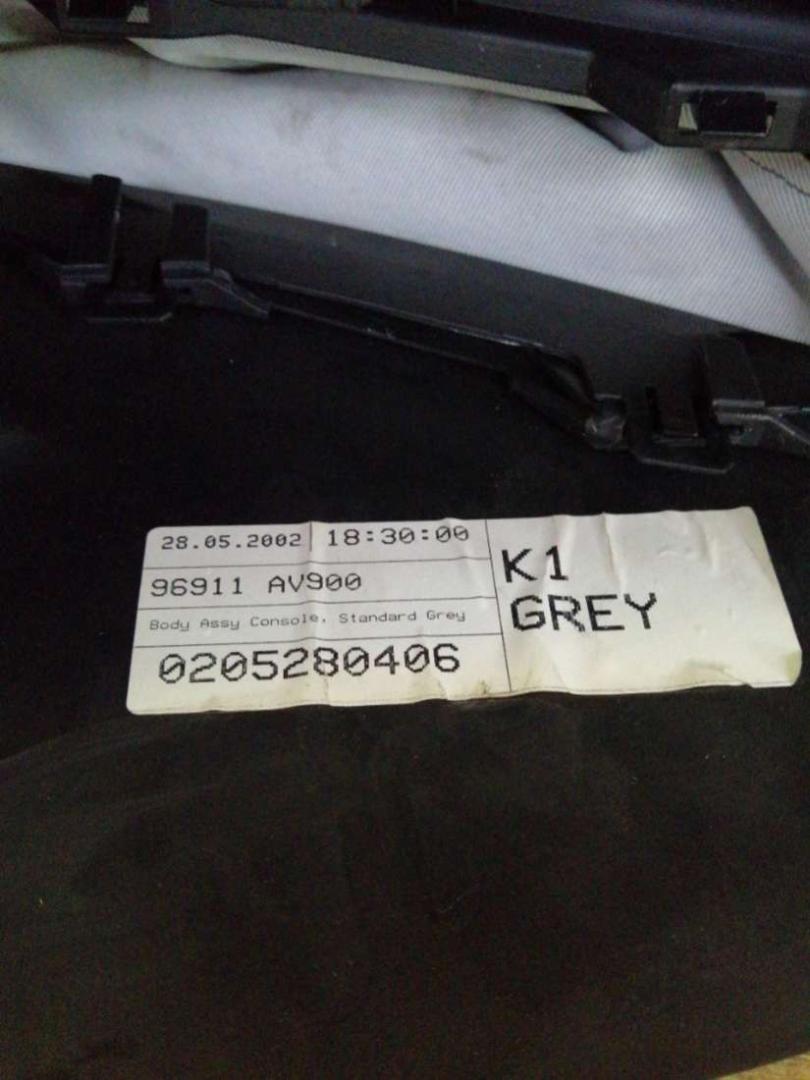 28.05.2002 18:30:00
96911 AV900
Body Assy Console, Standard Grey
0205280406
K1
GREY